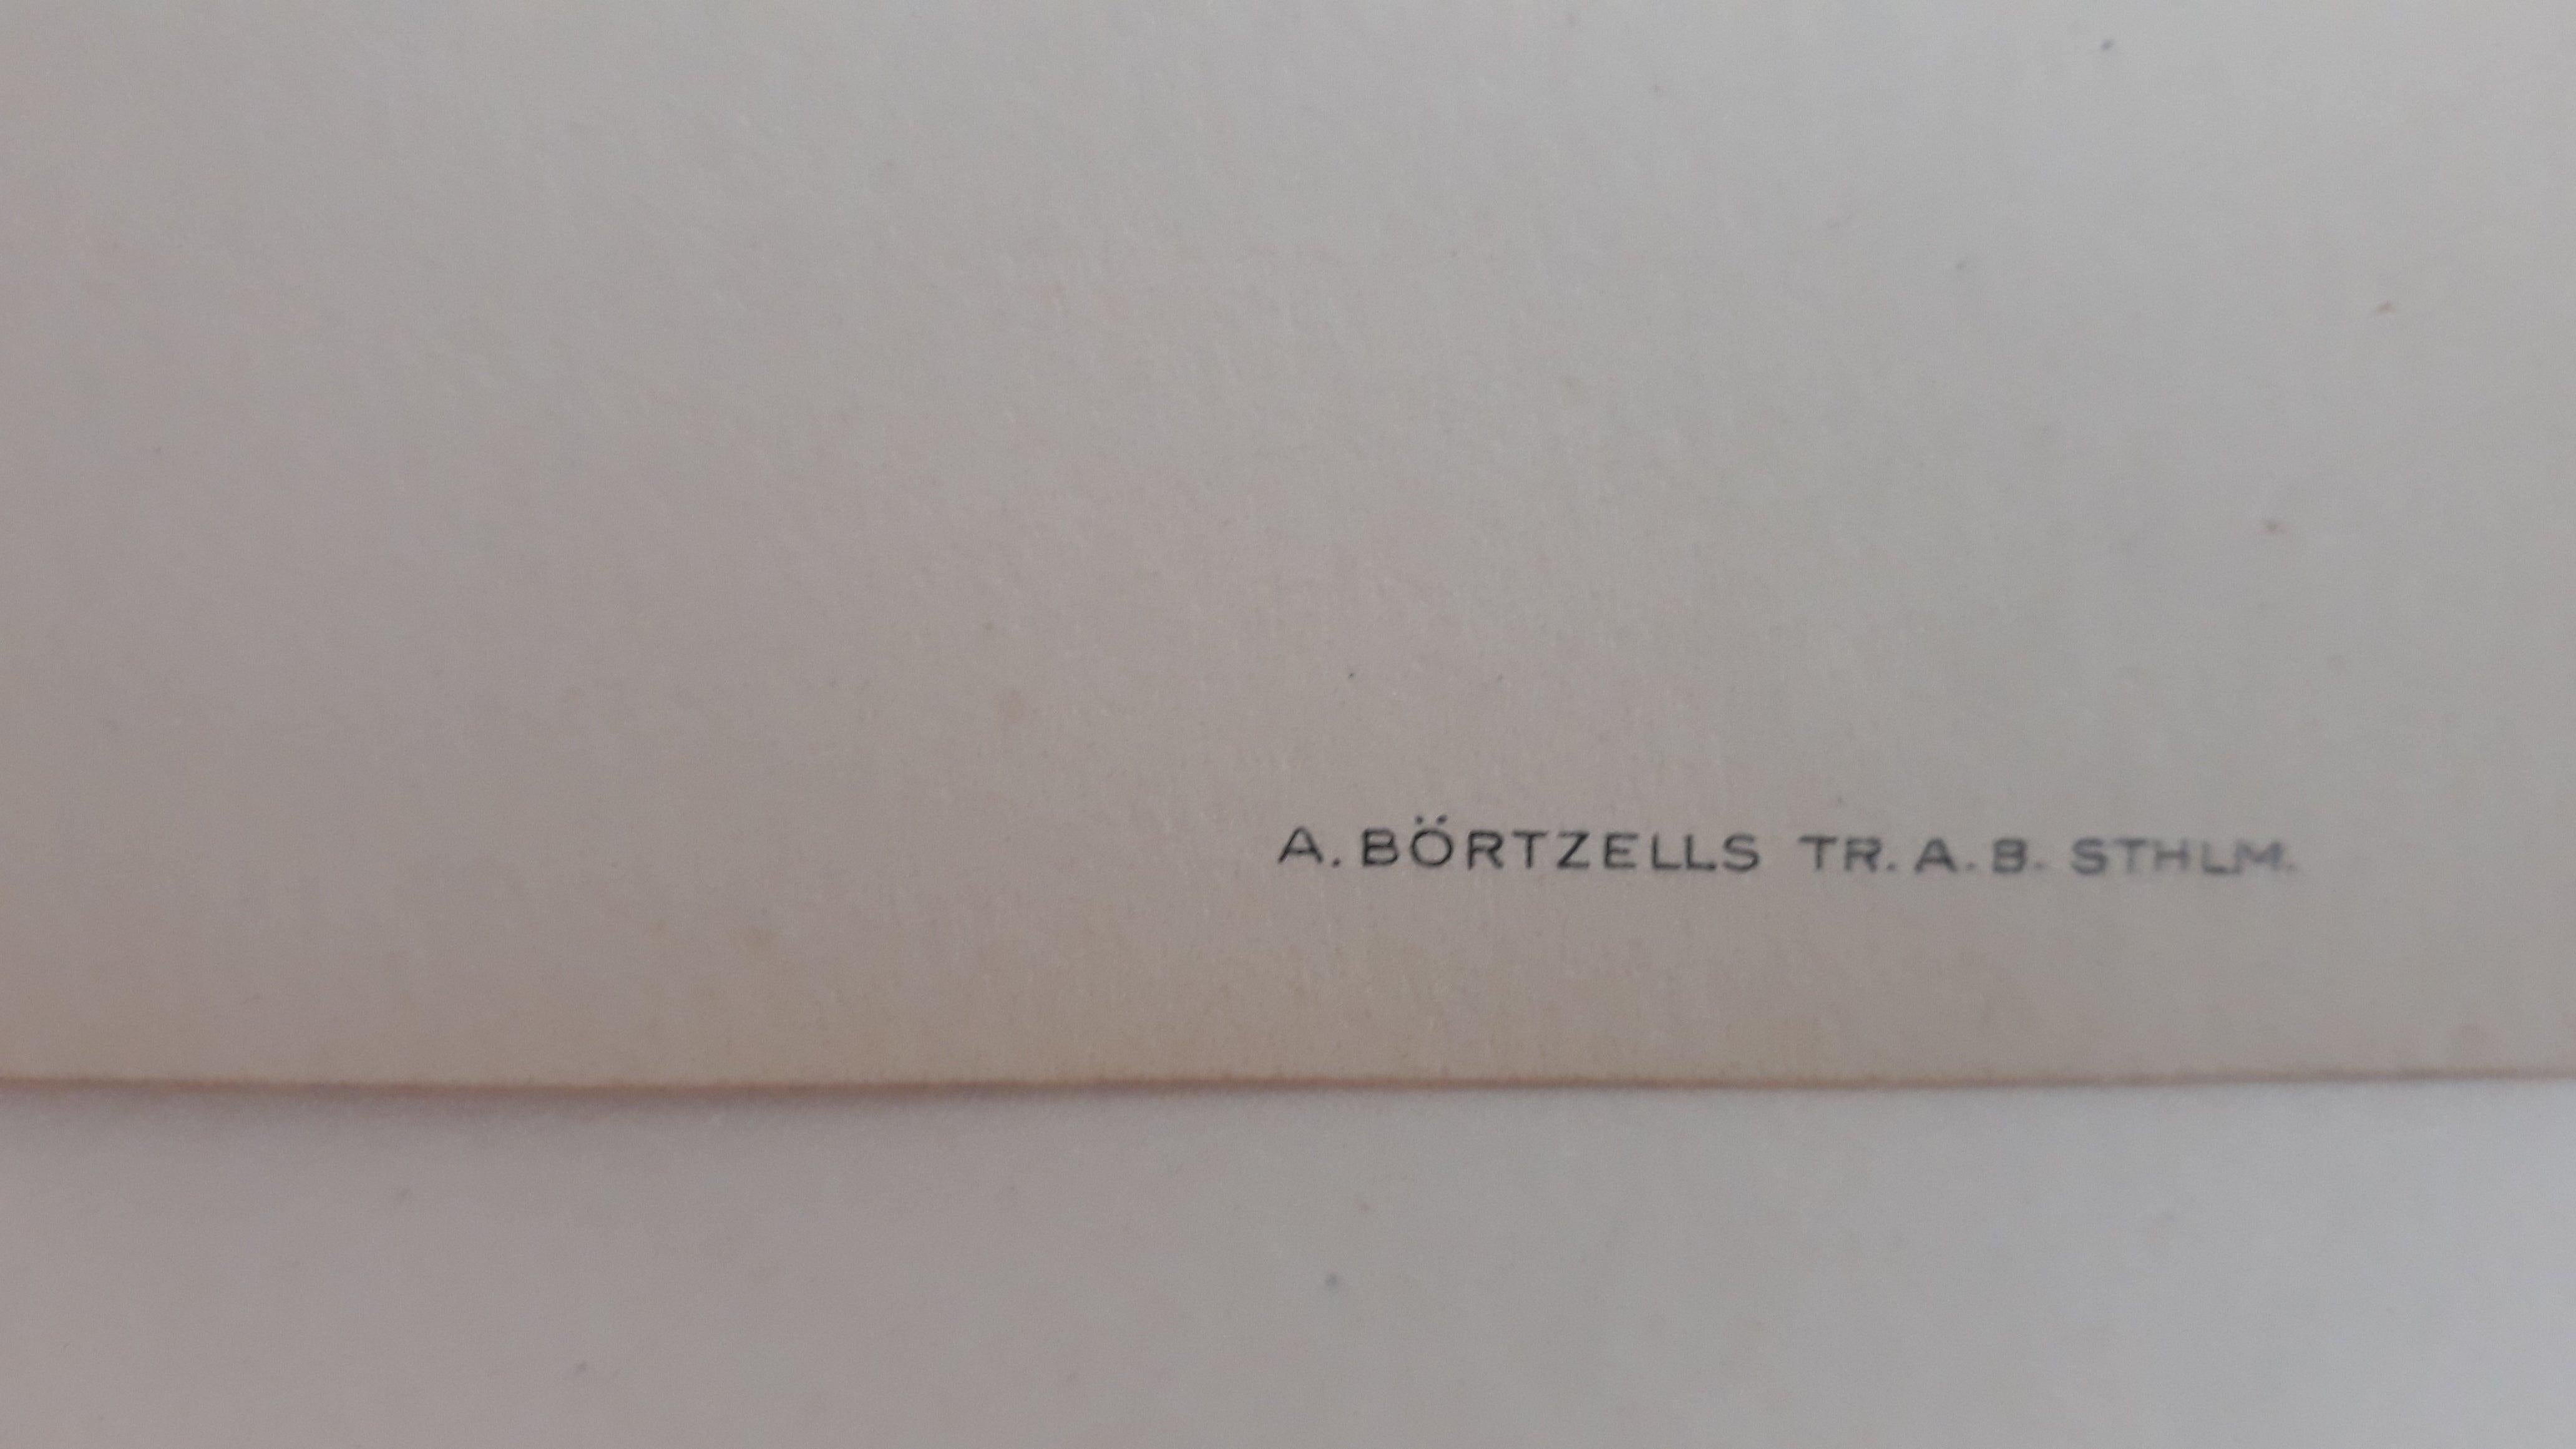 A. BÖRTZELLS TR. A. B. STHLM.